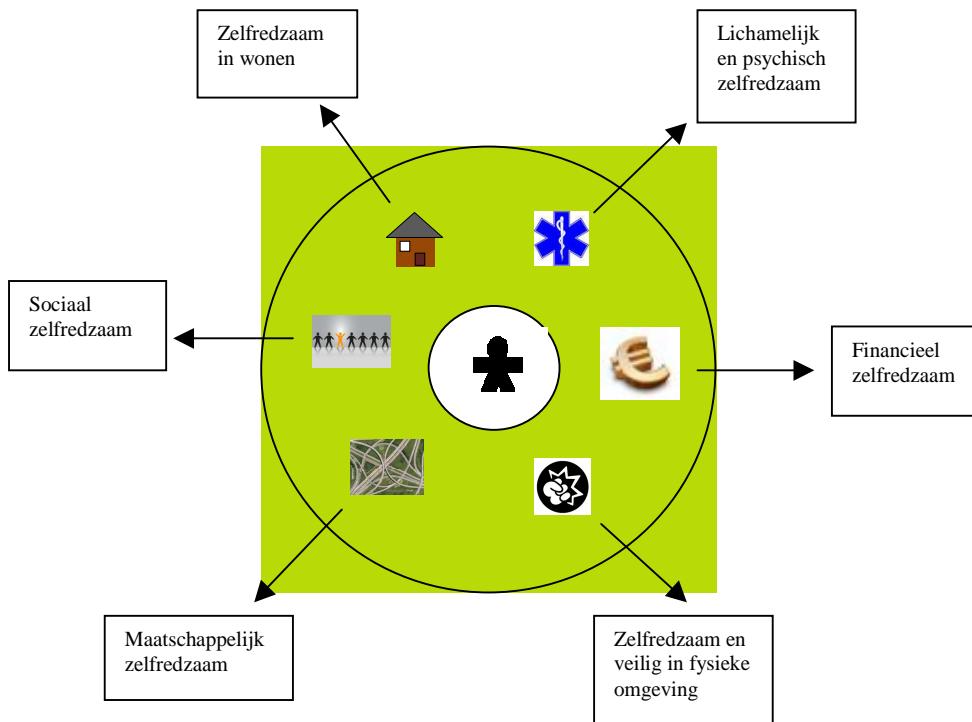 Zelfredzaam
in wonen
Lichamelijk
en psychisch
zelfredzaam
Sociaal
zelfredzaam
Financieel
zelfredzaam
Maatschappelijk
zelfredzaam
Zelfredzaam en
veilig in fysieke
omgeving